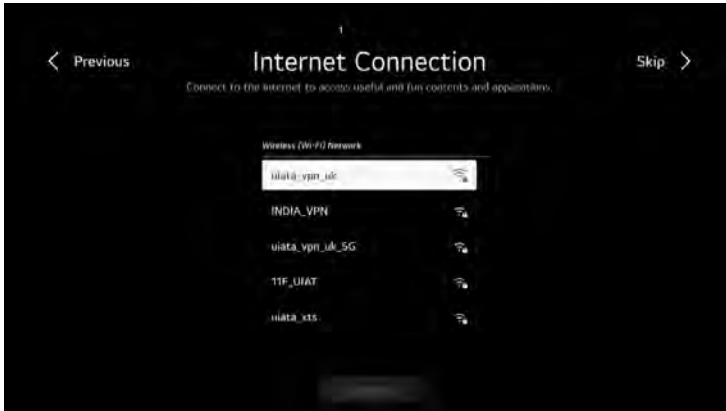 1
Previous
Internet Connection
Skip
Connect to the Internet to access useful and fun contents and applications.
Wireless (Wi-Fi) Network
uiata_vpn_uk
INDIA_VPN
uiata_vpn_uk_5G
11F_UIAT
uiata_xts